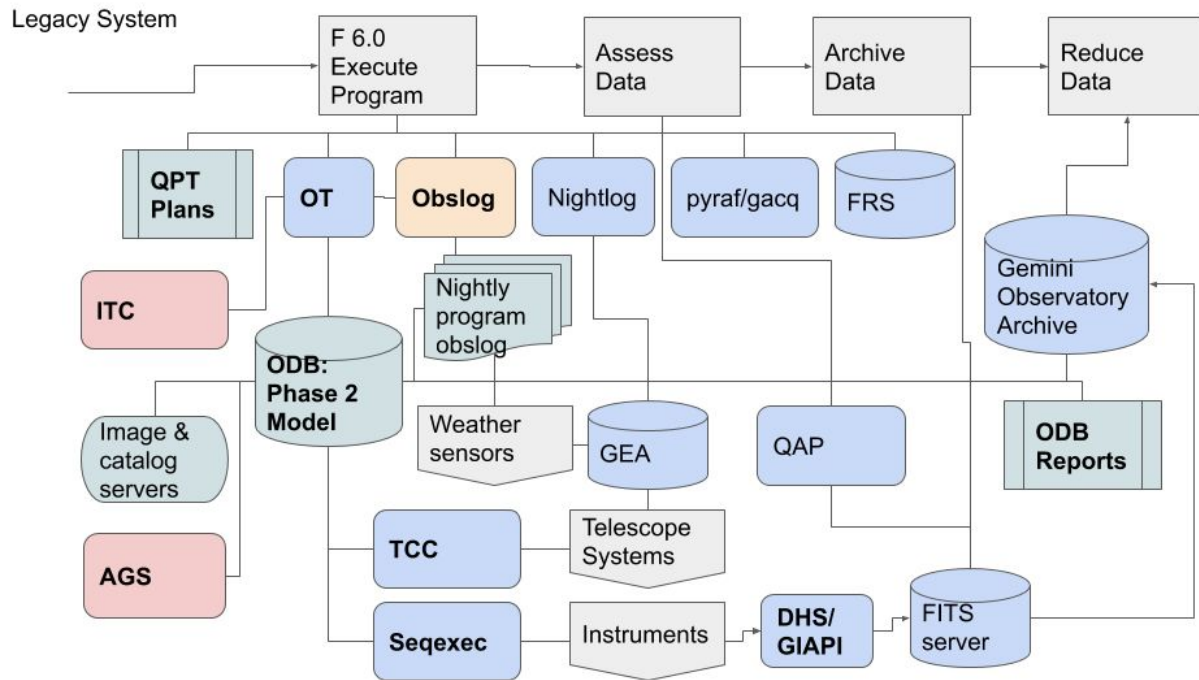 Legacy System
F 6.0
Execute
Program
Assess
Data
Archive
Data
Reduce
Data
QPT
Plans
OT
Obslog
Nightlog
pyraf/gacq
FRS
Gemini
Observatory
Archive
ITC
Nightly
program
obslog
ODB:
Phase 2
Model
Image &
catalog
servers
Weather
sensors
GEA
QAP
ODB
Reports
AGS
TCC
Telescope
Systems
Seqexec
Instruments
DHS/
GIAPI
FITS
server